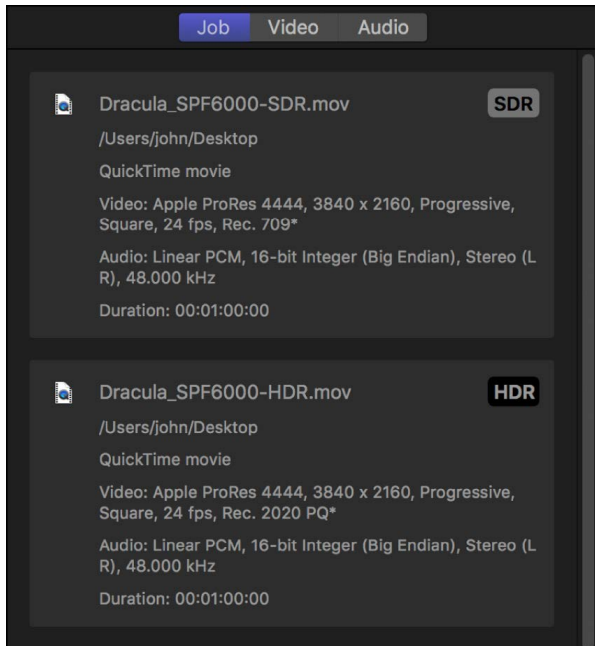 Job Video Audio
Dracula_SPF6000-SDR.mov SDR
/Users/john/Desktop
QuickTime movie
Video: Apple ProRes 4444, 3840 x 2160, Progressive,
Square, 24 fps, Rec. 709*
Audio: Linear PCM, 16-bit Integer (Big Endian), Stereo (L
R), 48.000 kHz
Duration: 00:01:00:00
Dracula_SPF6000-HDR.mov HDR
/Users/john/Desktop
QuickTime movie
Video: Apple ProRes 4444, 3840 x 2160, Progressive,
Square, 24 fps, Rec. 2020 PQ*
Audio: Linear PCM, 16-bit Integer (Big Endian), Stereo (L
R), 48.000 kHz
Duration: 00:01:00:00